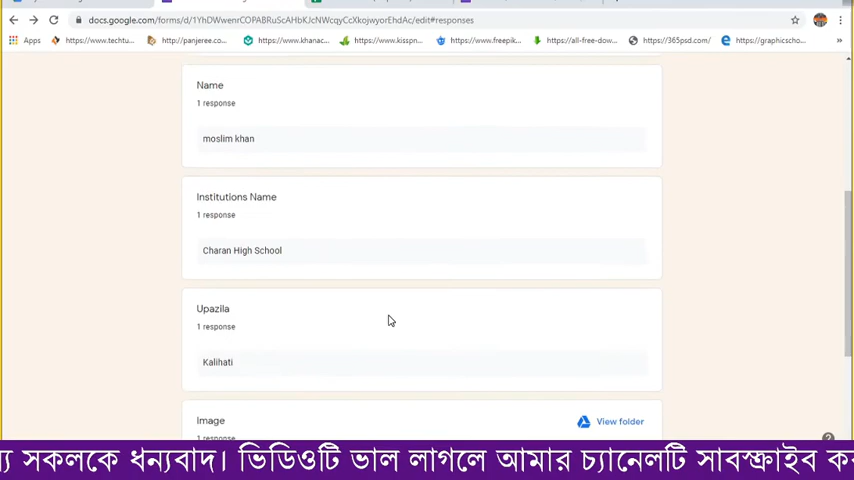 docs.google.com/forms/d/1YhDWwenrCOPABRuScAHbKJcNWcqyCcXkojwyorEhdAc/edit#responses
Apps https://www.techtu... http://panjeree.co... https://www.khanac... https://www.kisspn... https://www.freepik... https://all-free-dow... https://365psd.com/ https://graphicscho...
Name
1 response
moslim khan
Institutions Name
1 response
Charan High School
Upazila
1 response
Kalihati
Image
View folder
1 response
সকলকে ধন্যবাদ। ভিডিওটি ভাল লাগলে আমার চ্যানেলটি সাবস্ক্রাইব